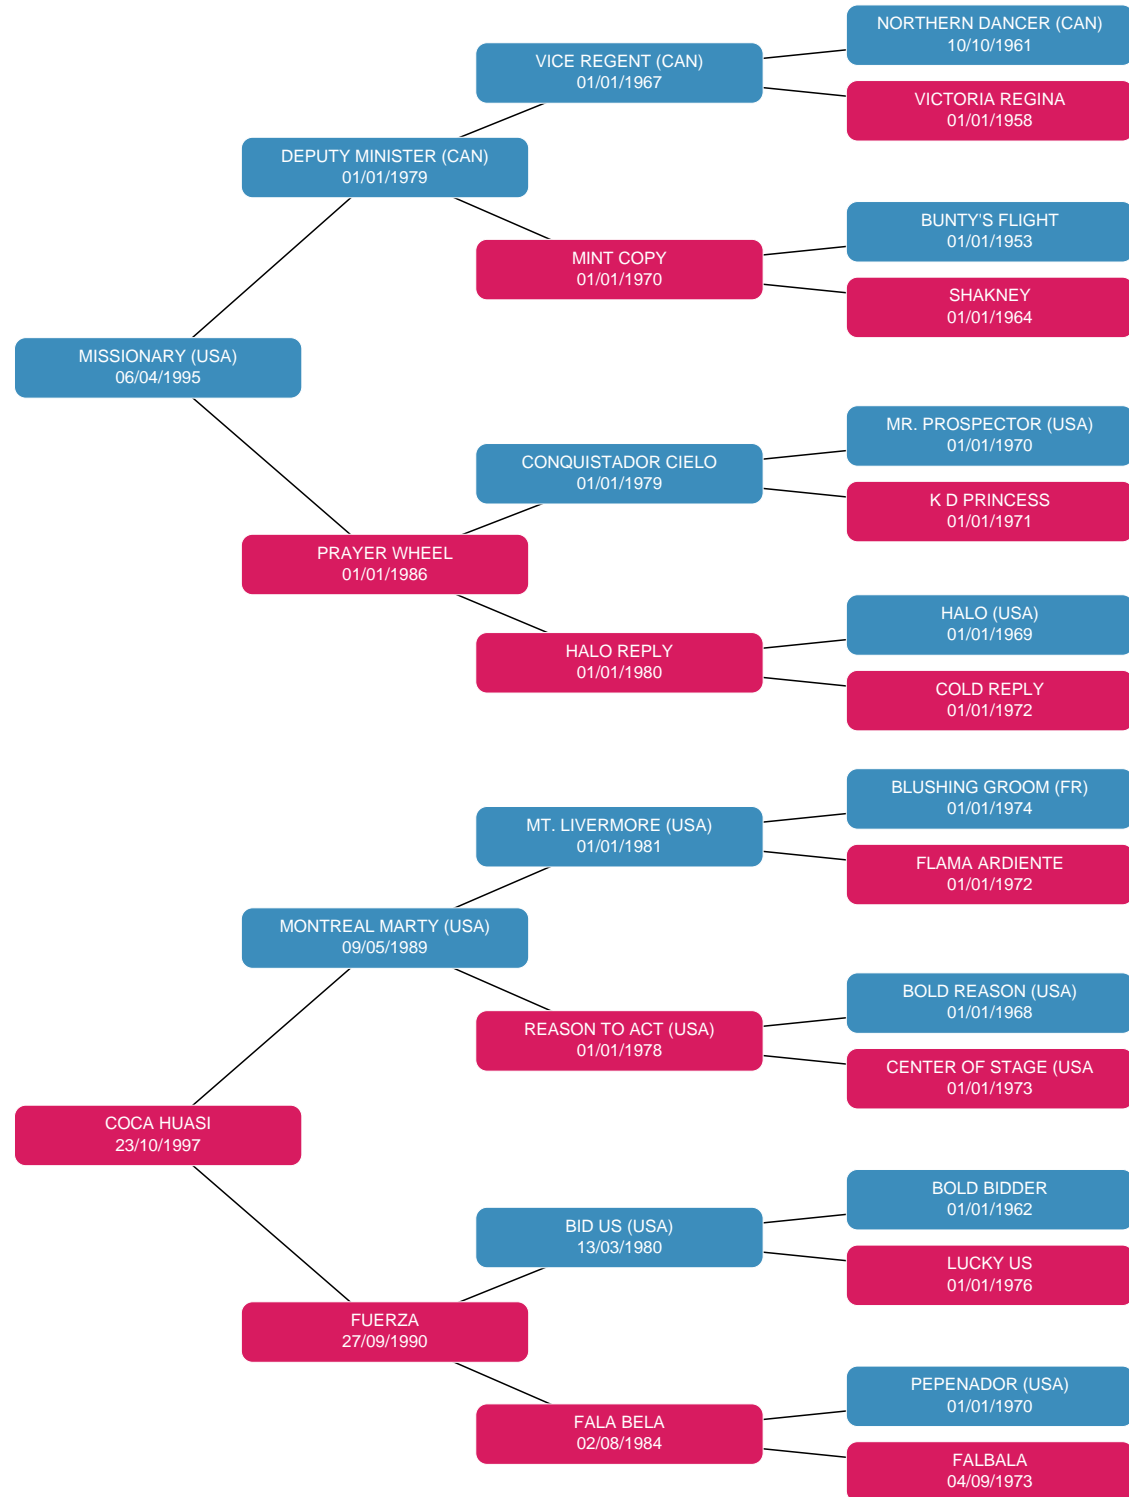 NORTHERN DANCER (CAN)
10/10/1961
VICE REGENT (CAN)
01/01/1967
VICTORIA REGINA
01/01/1958
DEPUTY MINISTER (CAN)
01/01/1979
BUNTY'S FLIGHT
01/01/1953
MINT COPY
01/01/1970
SHAKNEY
01/01/1964
MISSIONARY (USA)
06/04/1995
MR. PROSPECTOR (USA)
01/01/1970
CONQUISTADOR CIELO
01/01/1979
K D PRINCESS
01/01/1971
PRAYER WHEEL
01/01/1986
HALO (USA)
01/01/1969
HALO REPLY
01/01/1980
COLD REPLY
01/01/1972
BLUSHING GROOM (FR)
01/01/1974
MT. LIVERMORE (USA)
01/01/1981
FLAMA ARDIENTE
01/01/1972
MONTREAL MARTY (USA)
09/05/1989
BOLD REASON (USA)
01/01/1968
REASON TO ACT (USA)
01/01/1978
CENTER OF STAGE (USA
01/01/1973
COCA HUASI
23/10/1997
BOLD BIDDER
01/01/1962
BID US (USA)
13/03/1980
LUCKY US
01/01/1976
FUERZA
27/09/1990
PEPENADOR (USA)
01/01/1970
FALA BELA
02/08/1984
FALBALA
04/09/1973